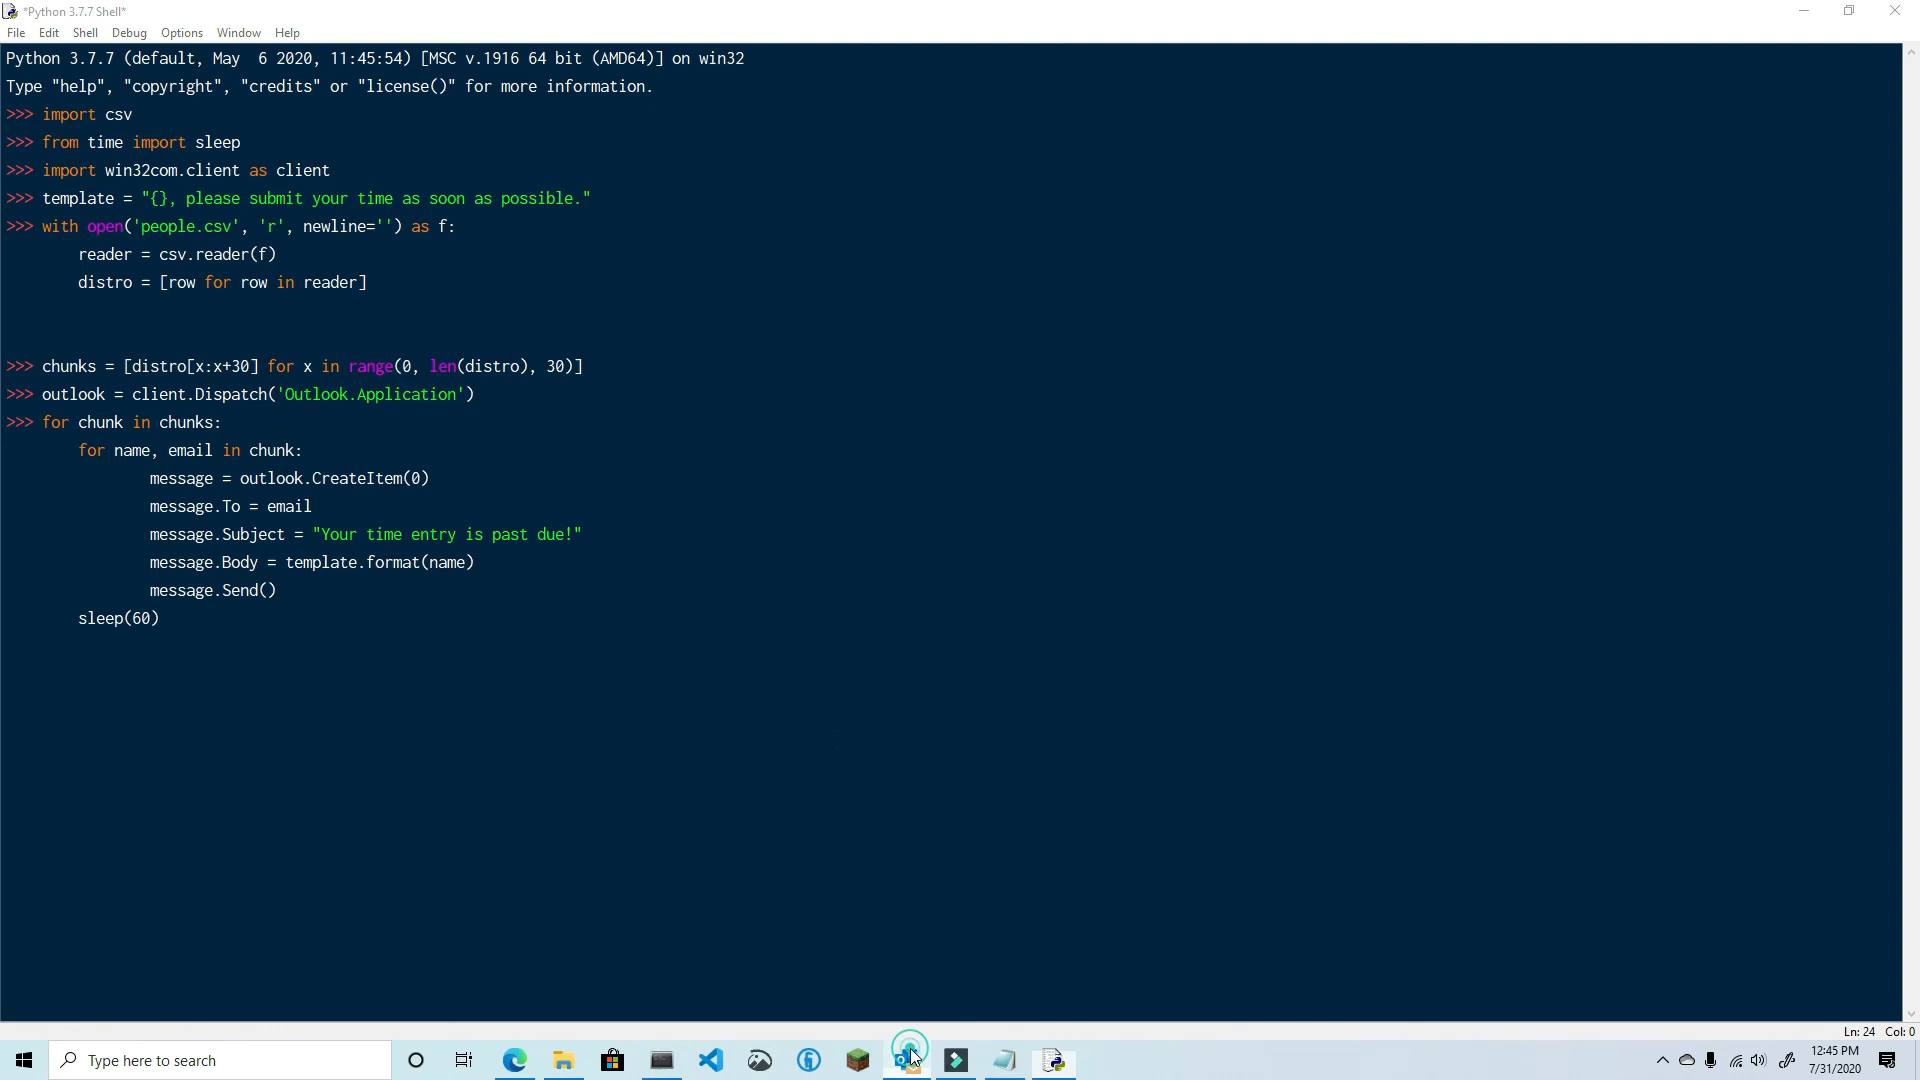 *Python 3.7.7 Shell*
File Edit Shell Debug Options Window Help
Python 3.7.7 (default, May  6 2020, 11:45:54) [MSC v.1916 64 bit (AMD64)] on win32
Type "help", "copyright", "credits" or "license()" for more information.
>>> import csv
>>> from time import sleep
>>> import win32com.client as client
>>> template = "{}, please submit your time as soon as possible."
>>> with open('people.csv', 'r', newline='') as f:
        reader = csv.reader(f)
        distro = [row for row in reader]
>>> chunks = [distro[x:x+30] for x in range(0, len(distro), 30)]
>>> outlook = client.Dispatch('Outlook.Application')
>>> for chunk in chunks:
        for name, email in chunk:
                message = outlook.CreateItem(0)
                message.To = email
                message.Subject = "Your time entry is past due!"
                message.Body = template.format(name)
                message.Send()
        sleep(60)
Ln: 24 Col: 0
Type here to search
12:45 PM
7/31/2020